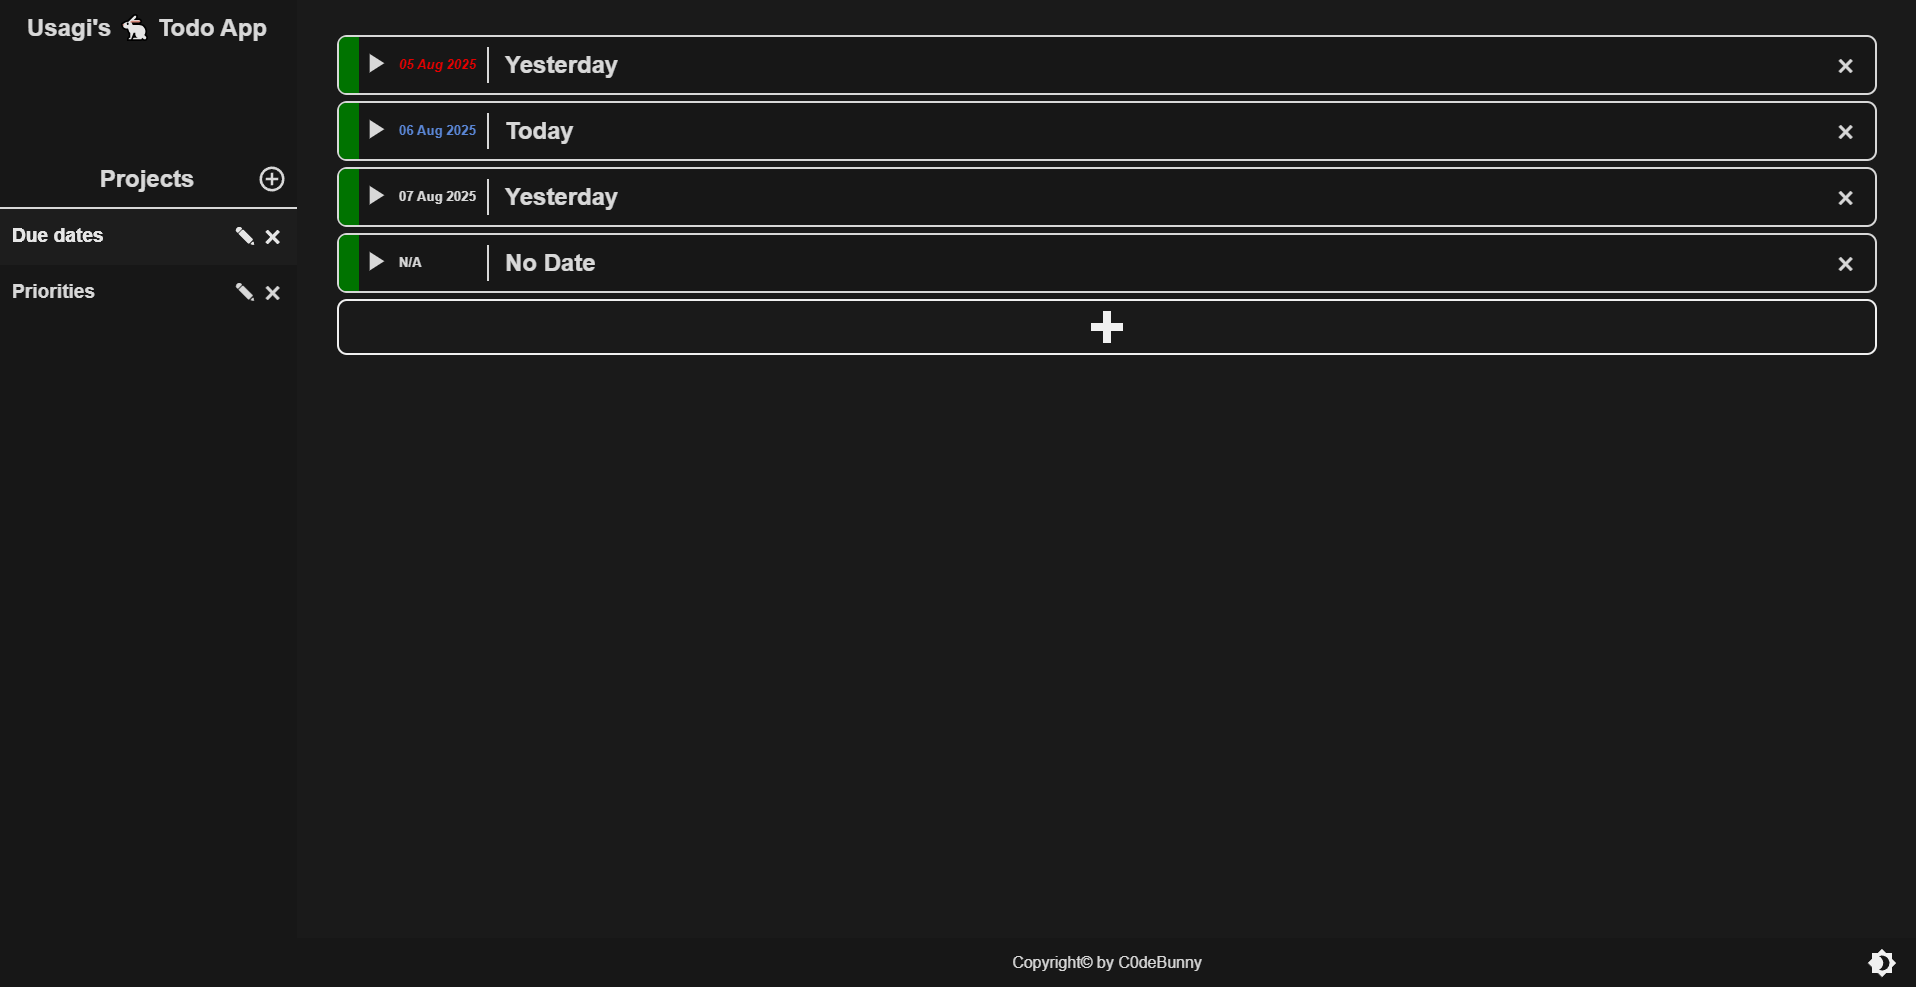 Usagi's Todo App
Projects
Due dates
Priorities
05 Aug 2025 Yesterday
06 Aug 2025 Today
07 Aug 2025 Yesterday
N/A No Date
Copyright© by C0deBunny